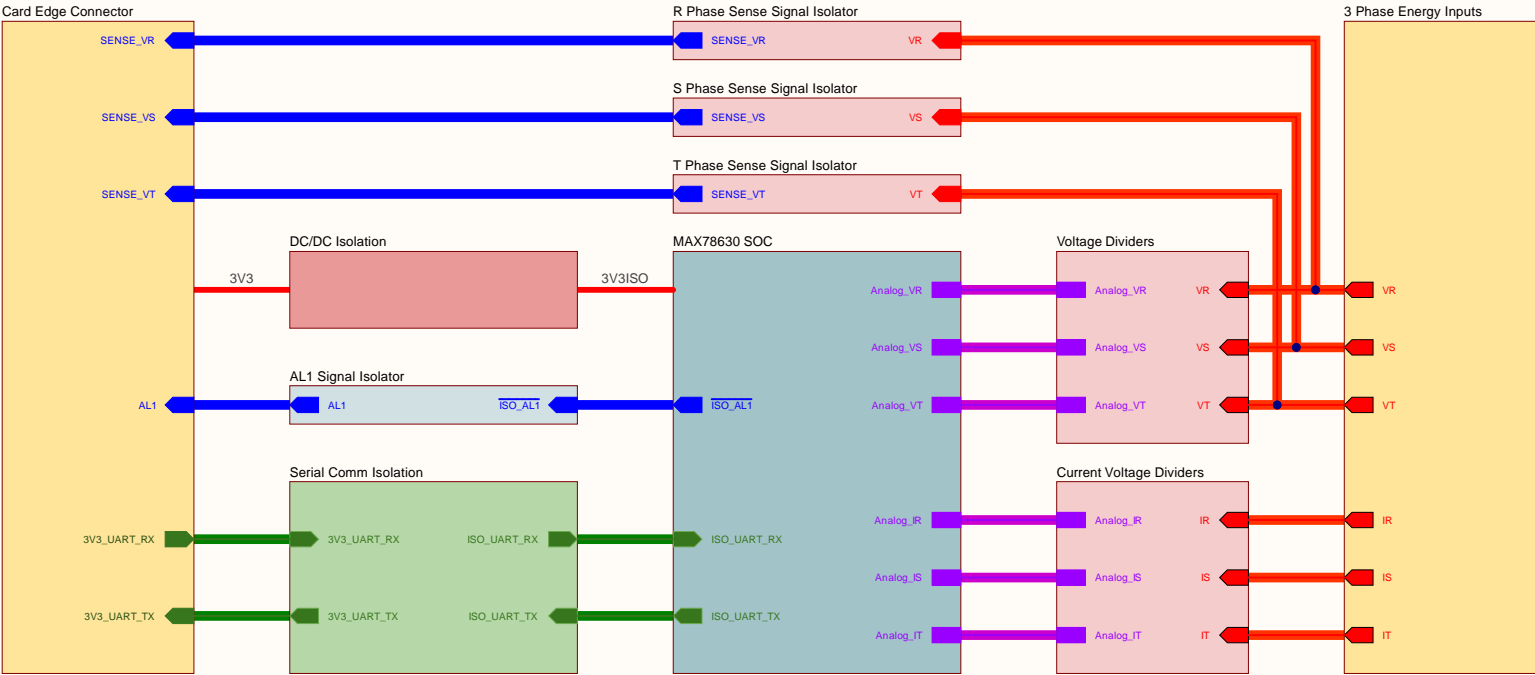 Card Edge Connector
R Phase Sense Signal Isolator
3 Phase Energy Inputs
SENSE_VR
SENSE_VR
VR
S Phase Sense Signal Isolator
SENSE_VS
SENSE_VS
VS
T Phase Sense Signal Isolator
SENSE_VT
SENSE_VT
VT
DC/DC Isolation
MAX78630 SOC
Voltage Dividers
3V3
3V3ISO
Analog_VR
Analog_VR
VR
VR
Analog_VS
Analog_VS
VS
VS
AL1 Signal Isolator
AL1
AL1
ISO_AL1
ISO_AL1
Analog_VT
Analog_VT
VT
VT
Serial Comm Isolation
Current Voltage Dividers
Analog_IR
Analog_IR
IR
IR
3V3_UART_RX
3V3_UART_RX
ISO_UART_RX
ISO_UART_RX
Analog_IS
Analog_IS
IS
IS
3V3_UART_TX
3V3_UART_TX
ISO_UART_TX
ISO_UART_TX
Analog_IT
Analog_IT
IT
IT